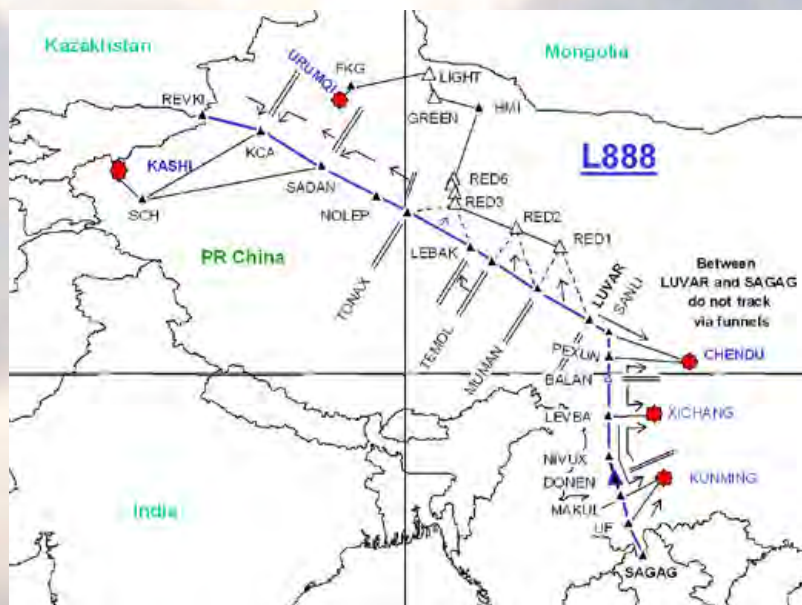 Kazakhstan
Mongolia
URUMQI
FKG
LIGHT
REVKI
GREEN
HMI
L888
KCA
KASHI
SADAN
RED6
RED3
SCH
NOLEP
RED2
RED1
LEBAK
PR China
TONAX
LUVAR
SANLI
Between
LUVAR and SAGAG
do not track
via funnels
TEMOL
MUMAN
PEXUN
CHENDU
BALAN
LEVBA
XICHANG
NIVUX
DONEN
KUNMING
MAKUL
India
SAGAG